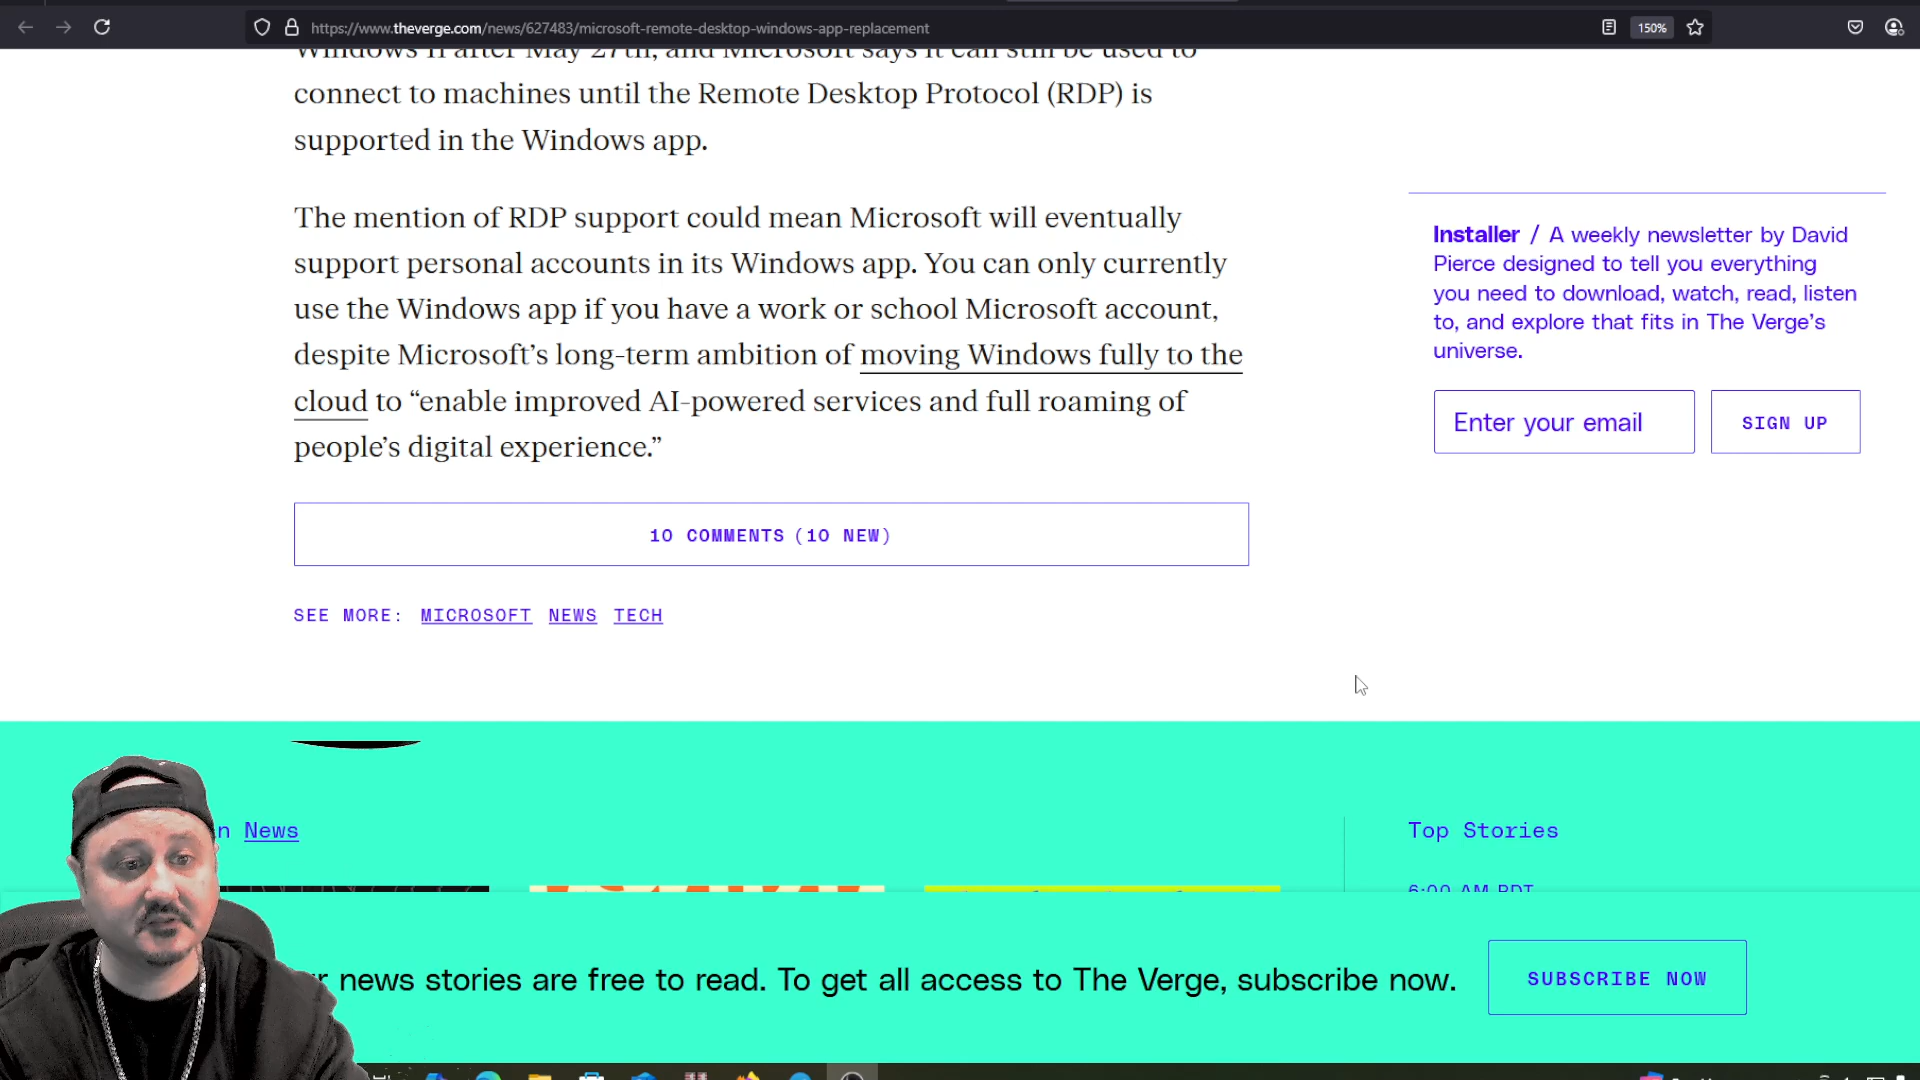 https://www.theverge.com/news/627483/microsoft-remote-desktop-windows-app-replacement
150%
Windows 11 after May 27th, and Microsoft says it can still be used to
connect to machines until the Remote Desktop Protocol (RDP) is
supported in the Windows app.
The mention of RDP support could mean Microsoft will eventually
support personal accounts in its Windows app. You can only currently
use the Windows app if you have a work or school Microsoft account,
despite Microsoft’s long-term ambition of moving Windows fully to the
cloud to “enable improved AI-powered services and full roaming of
people’s digital experience.”
10 COMMENTS (10 NEW)
SEE MORE: MICROSOFT NEWS TECH
Installer / A weekly newsletter by David
Pierce designed to tell you everything
you need to download, watch, read, listen
to, and explore that fits in The Verge’s
universe.
Enter your email
SIGN UP
News
Top Stories
6:00 AM PDT
news stories are free to read. To get all access to The Verge, subscribe now.
SUBSCRIBE NOW